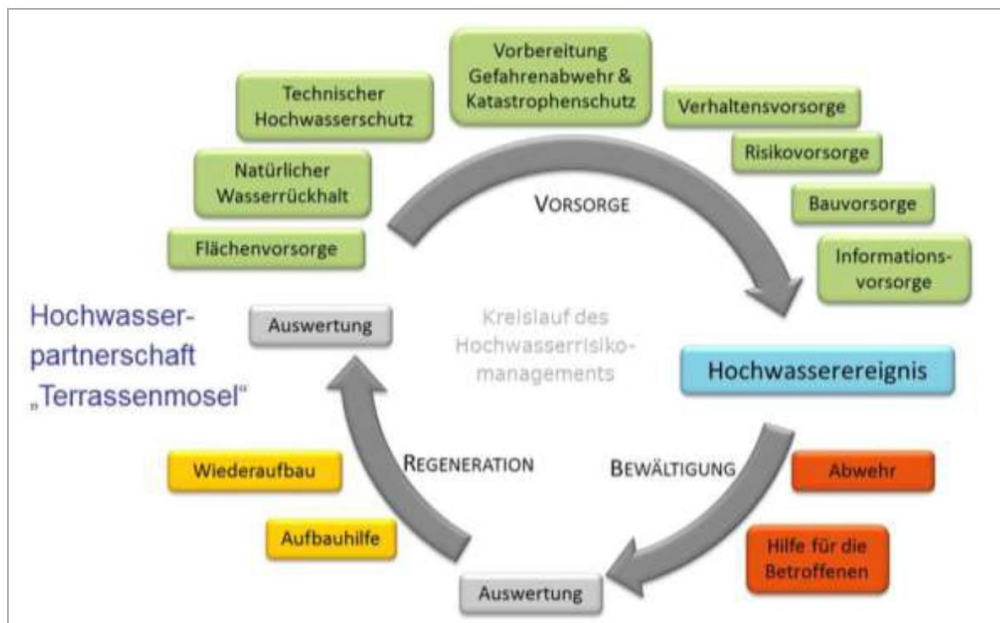 Vorbereitung
Gefahrenabwehr &
Katastrophenschutz
Technischer
Hochwasserschutz
Verhaltensvorsorge
Risikovorsorge
Natürlicher
Wasserrückhalt
VORSORGE
Bauvorsorge
Flächenvorsorge
Informations-
vorsorge
Hochwasser-
partnerschaft
„Terrassenmosel“
Auswertung
Kreislauf des
Hochwasserrisiko-
managements
Hochwasserereignis
Wiederaufbau
REGENERATION
BEWÄLTIGUNG
Abwehr
Aufbauhilfe
Hilfe für die
Betroffenen
Auswertung